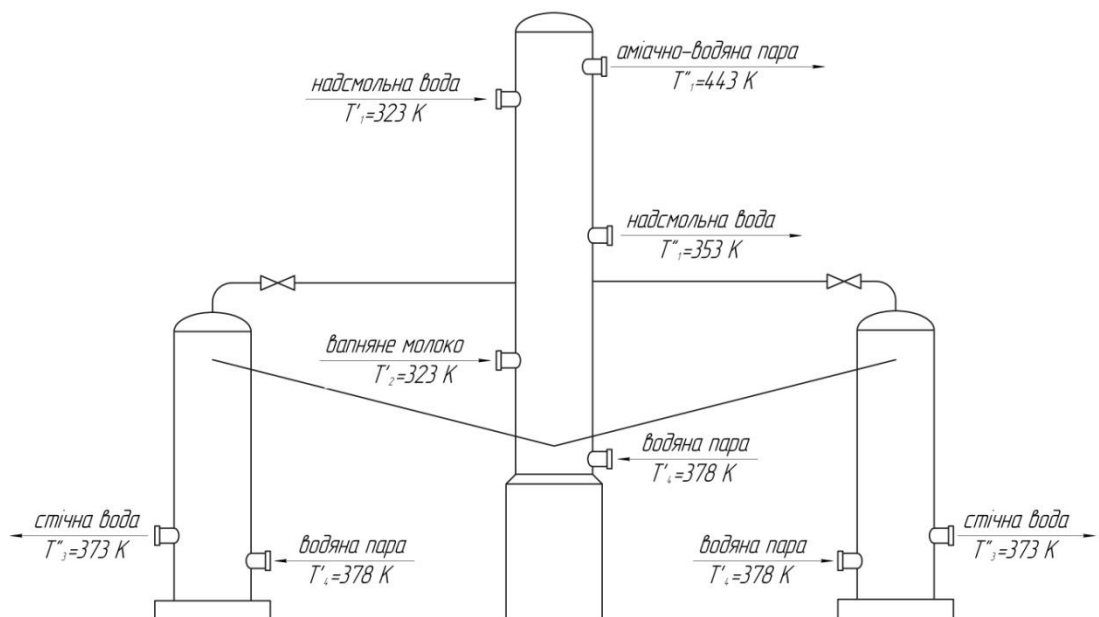 аміачно-водяна пара
T"₁=443 К
надсмольна вода
T'₁=323 К
надсмольна вода
T"₁=353 К
вапняне молоко
T'₂=323 К
водяна пара
T'₄=378 К
стічна вода
T"₃=373 К
водяна пара
T'₄=378 К
водяна пара
T'₄=378 К
стічна вода
T"₃=373 К